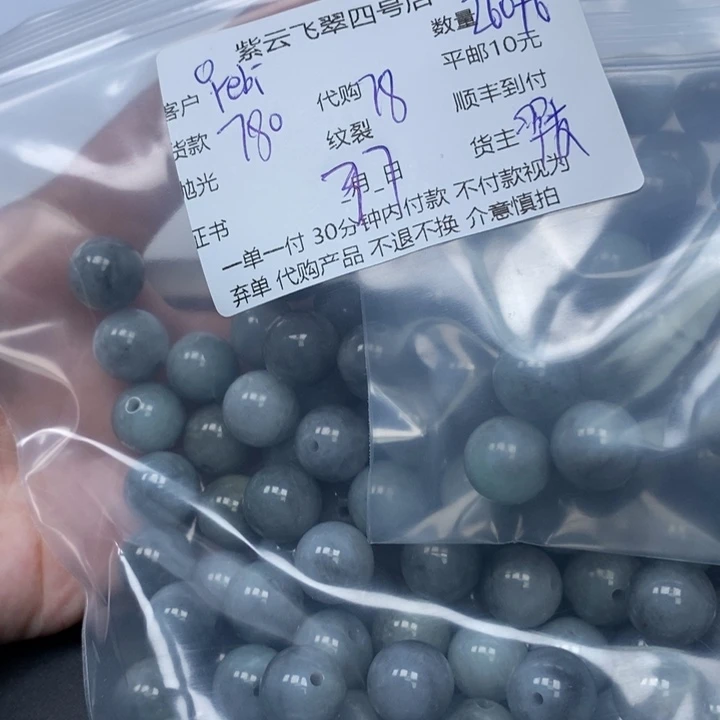 紫云飞翠四号店 数量
客户 rebi 代购 78 平邮10元
货款 780 纹裂 顺丰到付
抛光 月 日 货主
证书
一单一付 30分钟内付款 不付款视为
弃单 代购产品 不退不换 介意慎拍